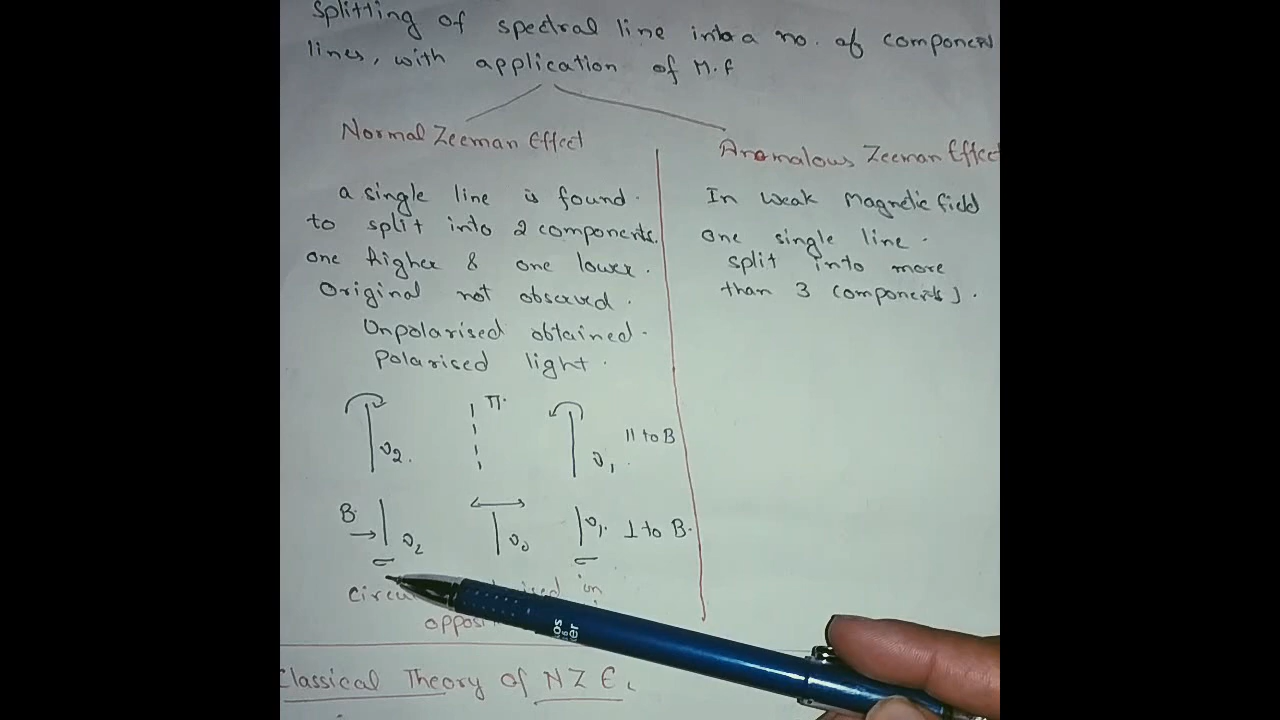 Splitting of spectral line into a no. of component
lines, with application of M.F
Normal Zeeman Effect
a single line is found.
to split into 2 components.
one higher & one lower.
Original not observed.
Unpolarised obtained.
Polarised light.
ν2.
π.
ν1.
11 to B
B.
ν2
ν0
ν1.
⊥ to B.
in
Anomalous Zeeman Effect
In weak Magnetic field
one single line.
split into more
than 3 components).
Classical Theory of NZE.